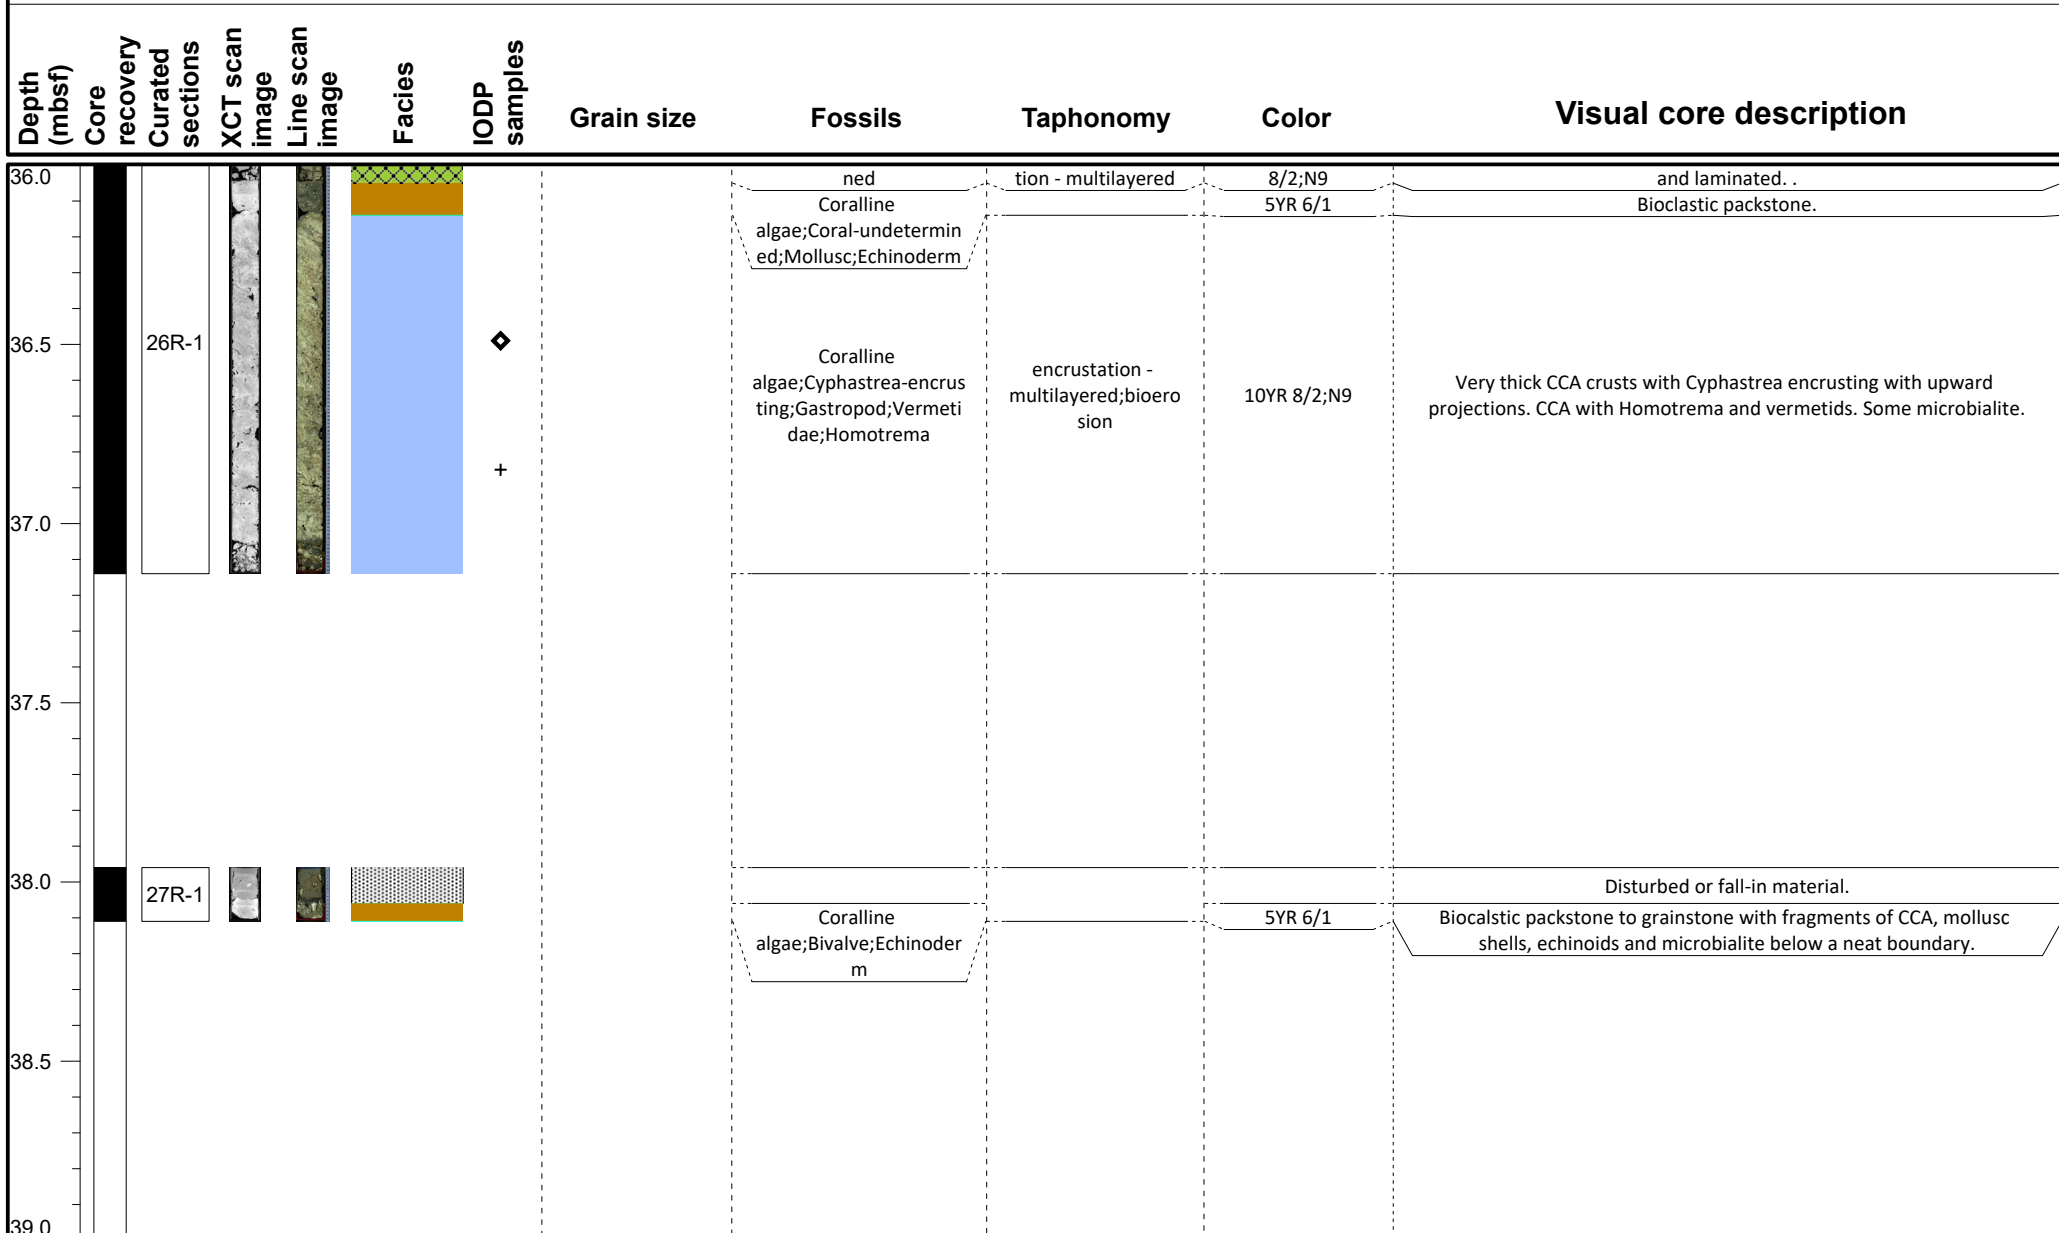 Depth (mbsf)
Core recovery
Curated sections
XCT scan image
Line scan image
Facies
IODP samples
Grain size
Fossils
Taphonomy
Color
Visual core description
36.0
ned
tion - multilayered
8/2;N9
and laminated. .
Coralline
algae;Coral-undetermin
ed;Mollusc;Echinoderm
5YR 6/1
Bioclastic packstone.
36.5
26R-1
Coralline
algae;Cyphastrea-encrus
ting;Gastropod;Vermeti
dae;Homotrema
encrustation -
multilayered;bioero
sion
10YR 8/2;N9
Very thick CCA crusts with Cyphastrea encrusting with upward
projections. CCA with Homotrema and vermetids. Some microbialite.
+
37.0
37.5
38.0
27R-1
Disturbed or fall-in material.
Coralline
algae;Bivalve;Echinoder
m
5YR 6/1
Biocalstic packstone to grainstone with fragments of CCA, mollusc
shells, echinoids and microbialite below a neat boundary.
38.5
39.0